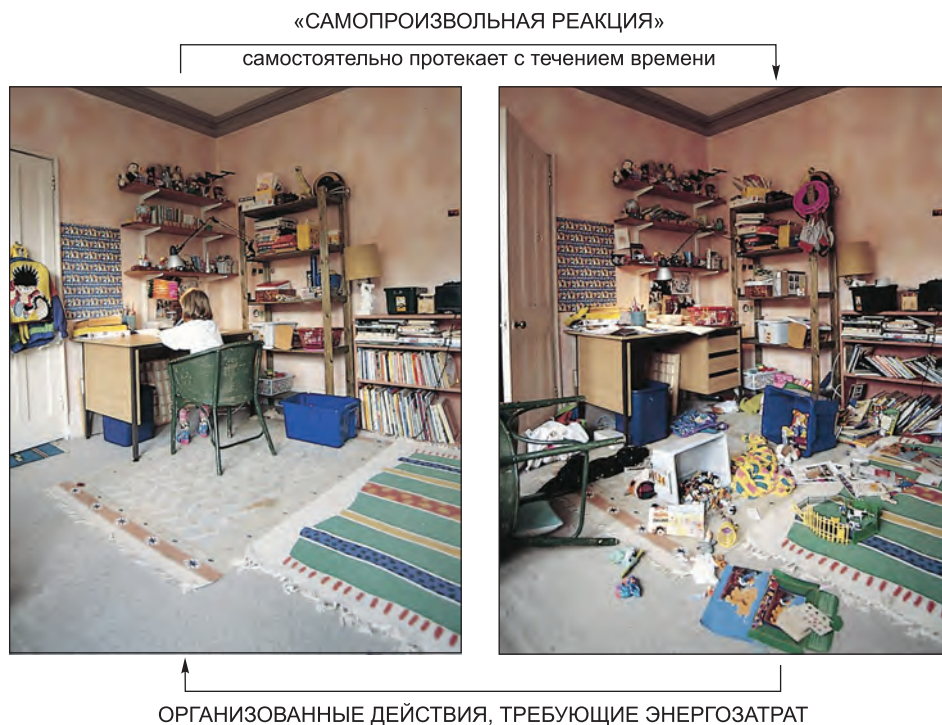 «САМОПРОИЗВОЛЬНАЯ РЕАКЦИЯ»
самостоятельно протекает с течением времени
ОРГАНИЗОВАННЫЕ ДЕЙСТВИЯ, ТРЕБУЮЩИЕ ЭНЕРГОЗАТРАТ